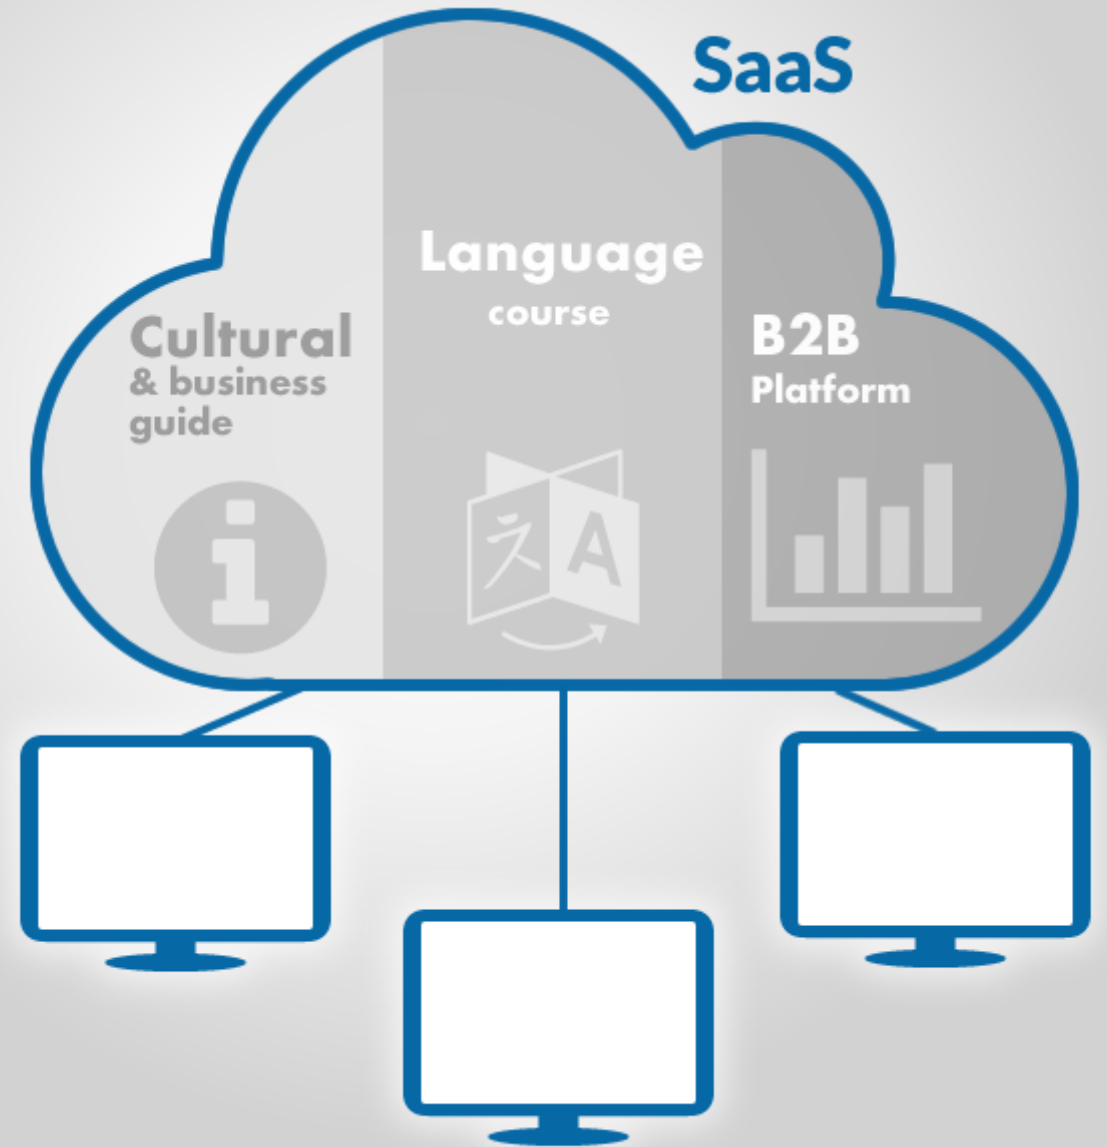 SaaS
Language
course
Cultural
& business
guide
B2B
Platform
i
A